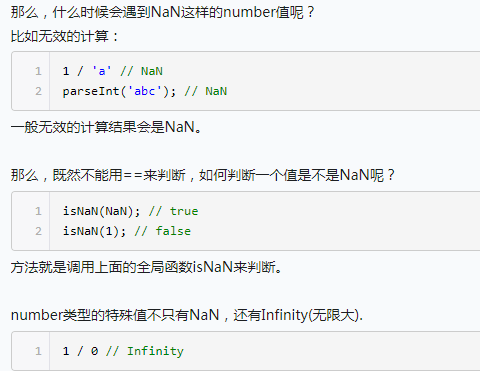 那么，什么时候会遇到NaN这样的number值呢？
比如无效的计算：
1 1 / 'a' // NaN
2 parseInt('abc'); // NaN
一般无效的计算结果会是NaN。
那么，既然不能用==来判断，如何判断一个值是不是NaN呢？
1 isNaN(NaN); // true
2 isNaN(1); // false
方法就是调用上面的全局函数isNaN来判断。
number类型的特殊值不只有NaN，还有Infinity(无限大).
1 1 / 0 // Infinity